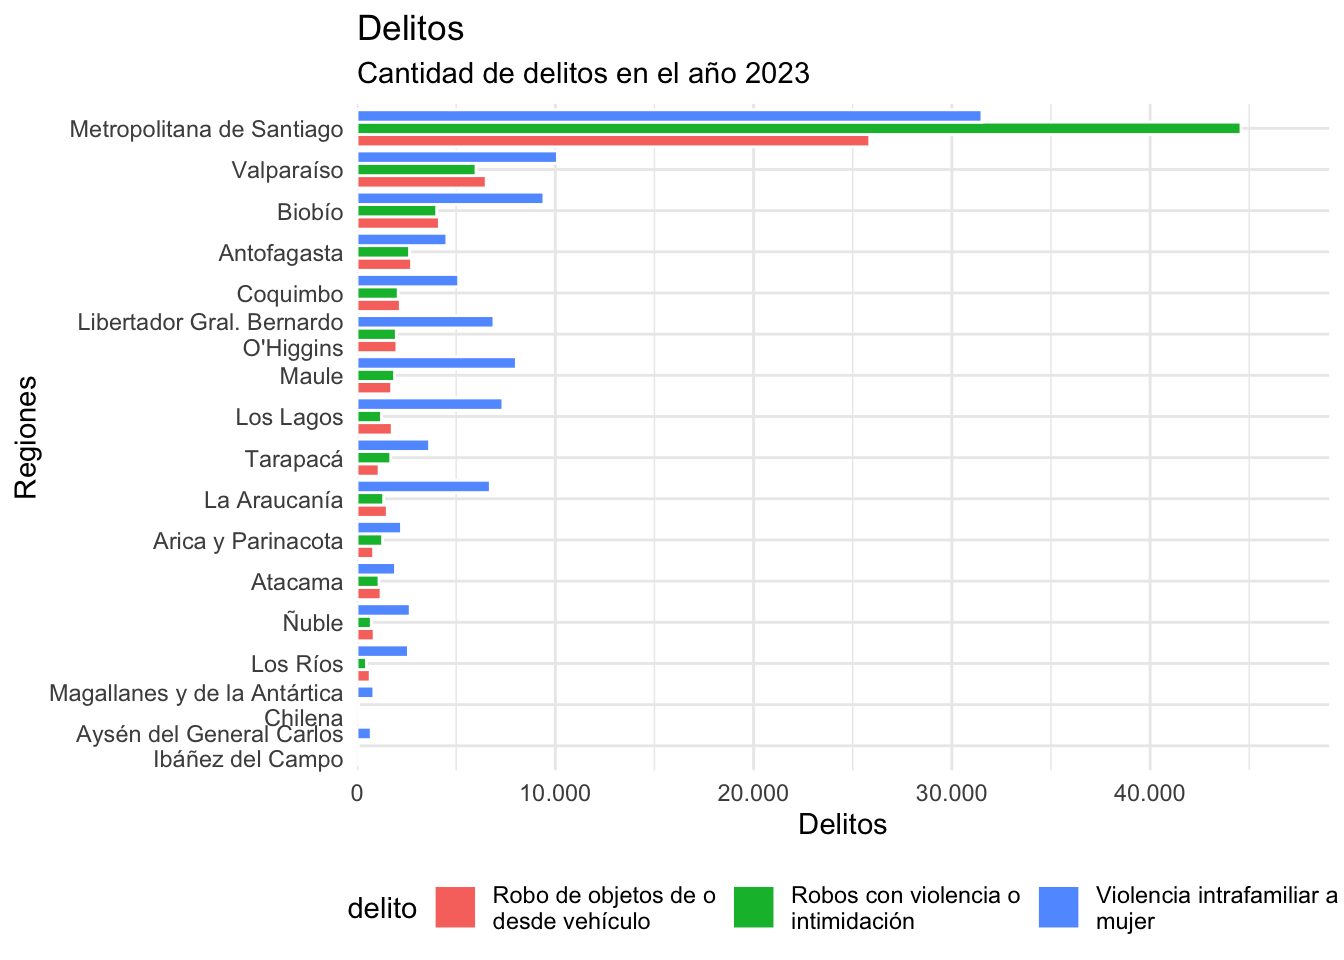 Delitos
Cantidad de delitos en el año 2023
Regiones
Metropolitana de Santiago
Valparaíso
Biobío
Antofagasta
Coquimbo
Libertador Gral. Bernardo
O'Higgins
Maule
Los Lagos
Tarapacá
La Araucanía
Arica y Parinacota
Atacama
Ñuble
Los Ríos
Magallanes y de la Antártica
Chilena
Aysén del General Carlos
Ibáñez del Campo
0 10.000 20.000 30.000 40.000
Delitos
delito
Robo de objetos de o
desde vehículo
Robos con violencia o
intimidación
Violencia intrafamiliar a
mujer